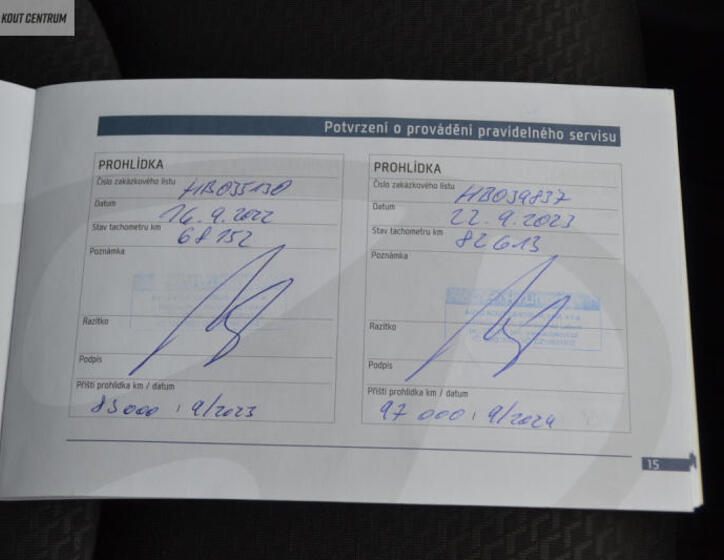 KOUT CENTRUM
Potvrzení o provádění pravidelného servisu
PROHLÍDKA
Číslo zakázkového listu HB035130
Datum 16.9.2022
Stav tachometru km 68152
Poznámka
Razítko
Podpis
Příští prohlídka km / datum
83000 9/2023
PROHLÍDKA
Číslo zakázkového listu HB039837
Datum 22.9.2023
Stav tachometru km 82613
Poznámka
Razítko
Podpis
Příští prohlídka km / datum
97 000 9/2024
15